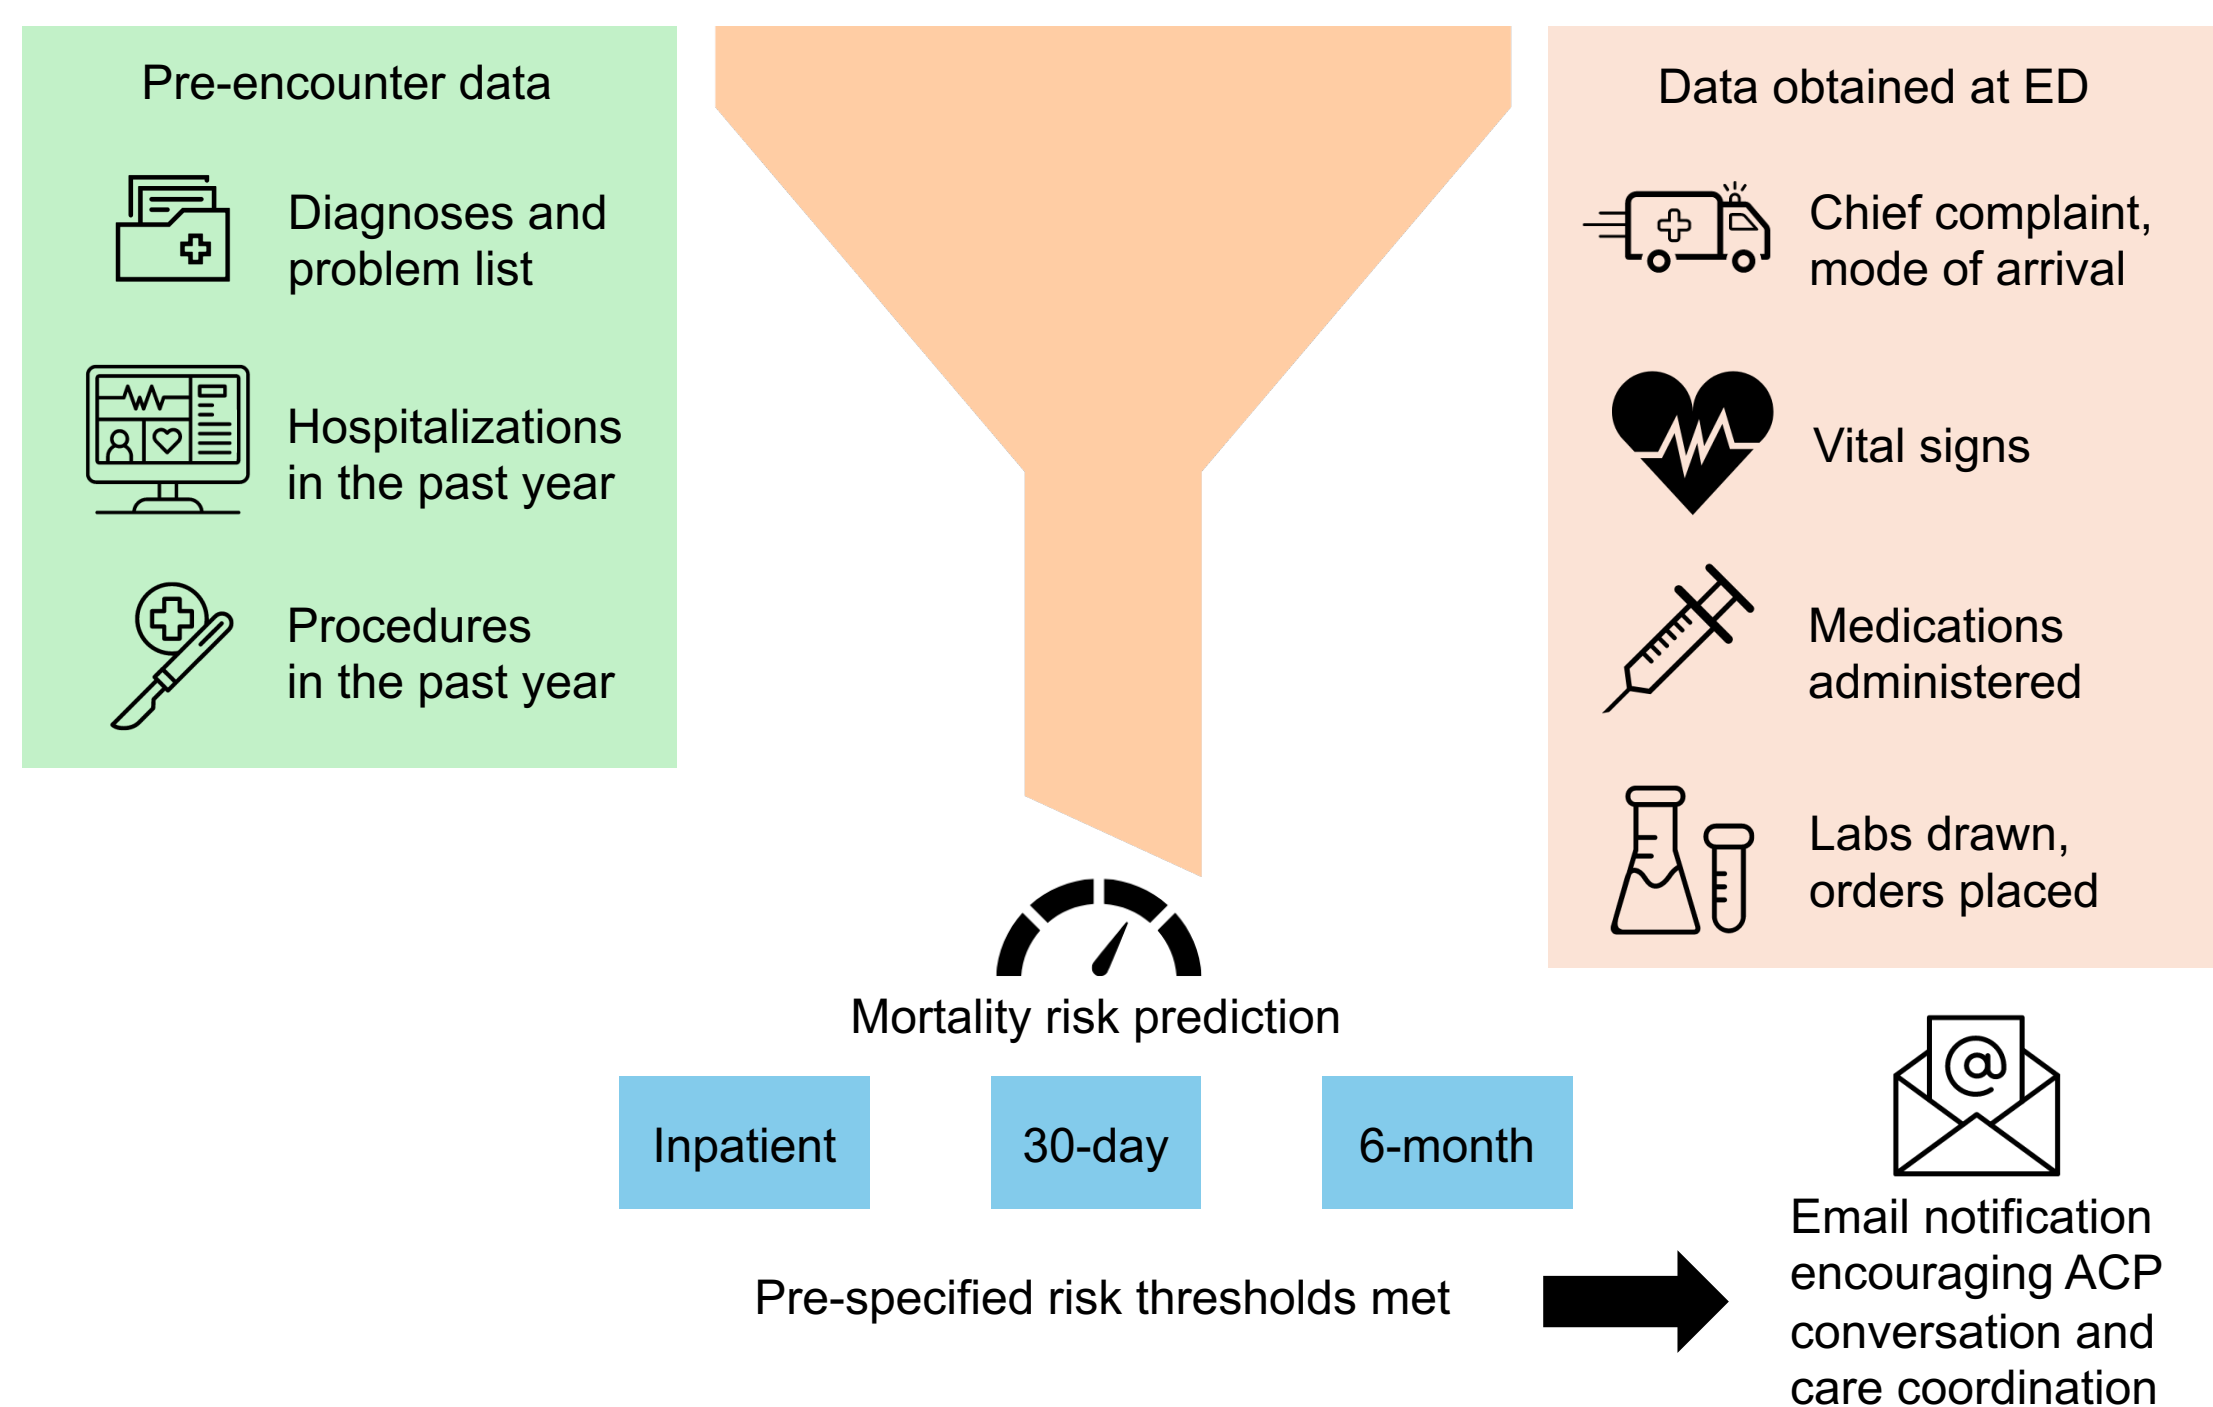 Pre-encounter data
Diagnoses and
problem list
Hospitalizations
in the past year
Procedures
in the past year
Data obtained at ED
Chief complaint,
mode of arrival
Vital signs
Medications
administered
Labs drawn,
orders placed
Mortality risk prediction
Inpatient
30-day
6-month
Pre-specified risk thresholds met
@
Email notification
encouraging ACP
conversation and
care coordination